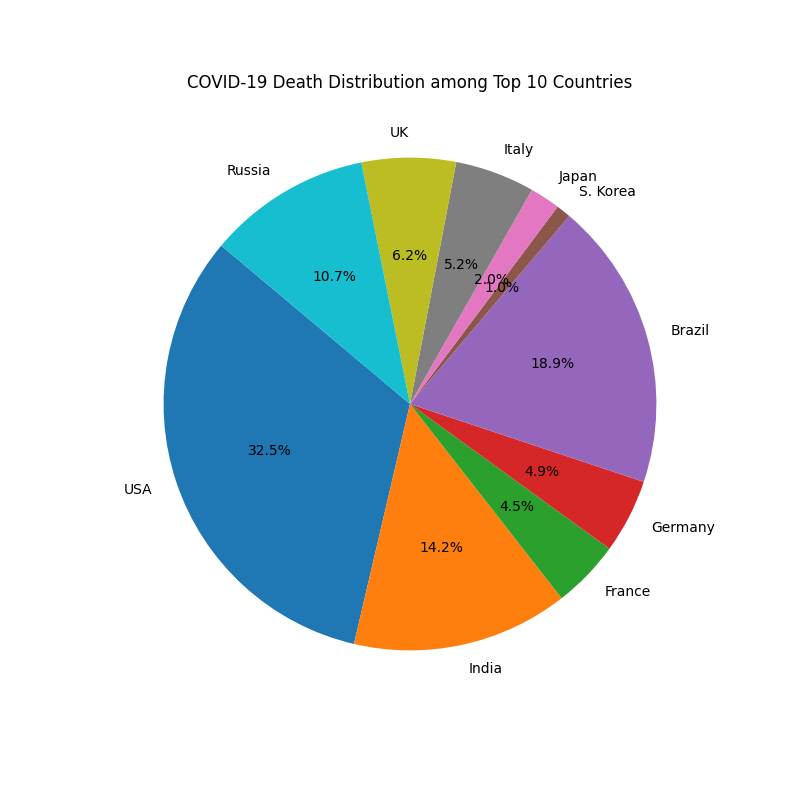 COVID-19 Death Distribution among Top 10 Countries
UK
Italy
Russia
Japan
S. Korea
6.2%
5.2%
10.7%
2.0%
1.0%
Brazil
18.9%
32.5%
4.9%
USA
4.5%
Germany
14.2%
France
India